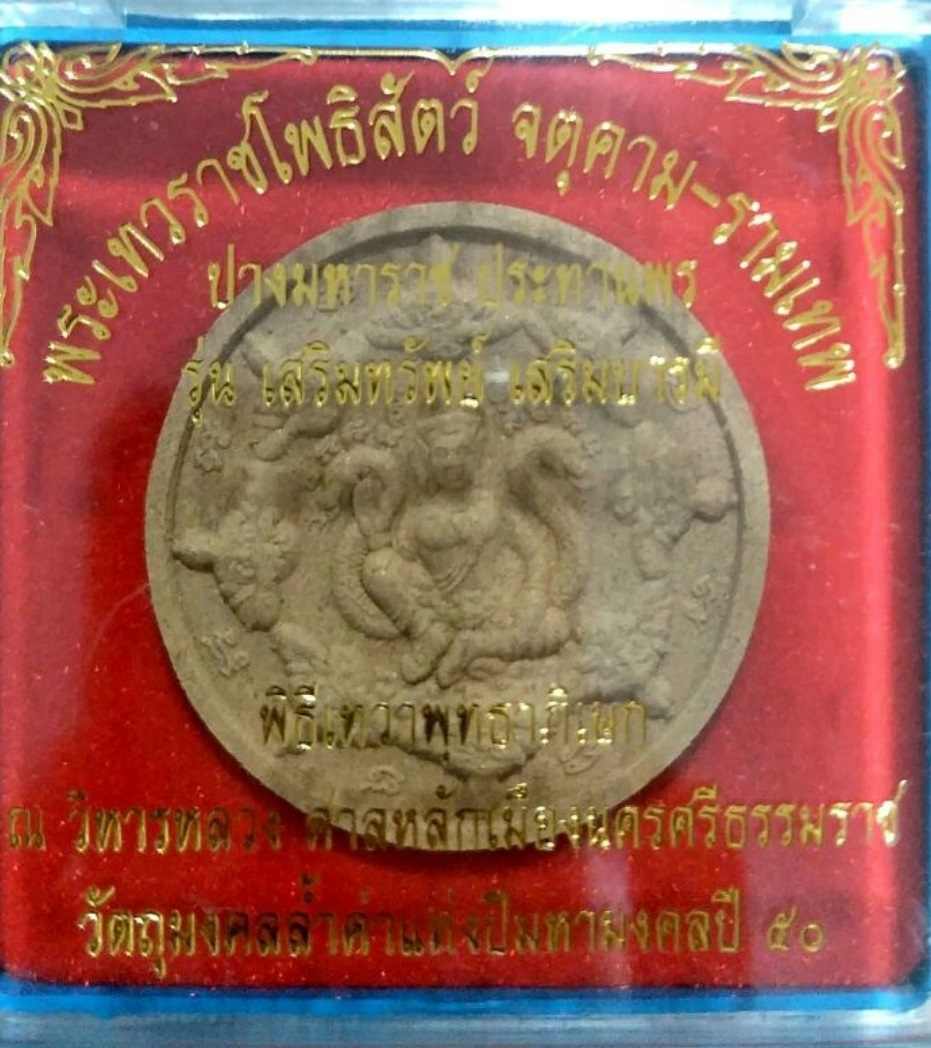 พระเทวราชโพธิสัตว์ จตุคาม-รามเทพ
ปางมหาราช ประทานพร
รุ่น เสริมทรัพย์ เสริมบารมี
พิธีเทวาพุทธาภิเษก
ณ วิหารหลวง ศาลหลักเมืองนครศรีธรรมราช
วัตถุมงคลล้ำค่าแห่งปีมหามงคลปี ๕๐